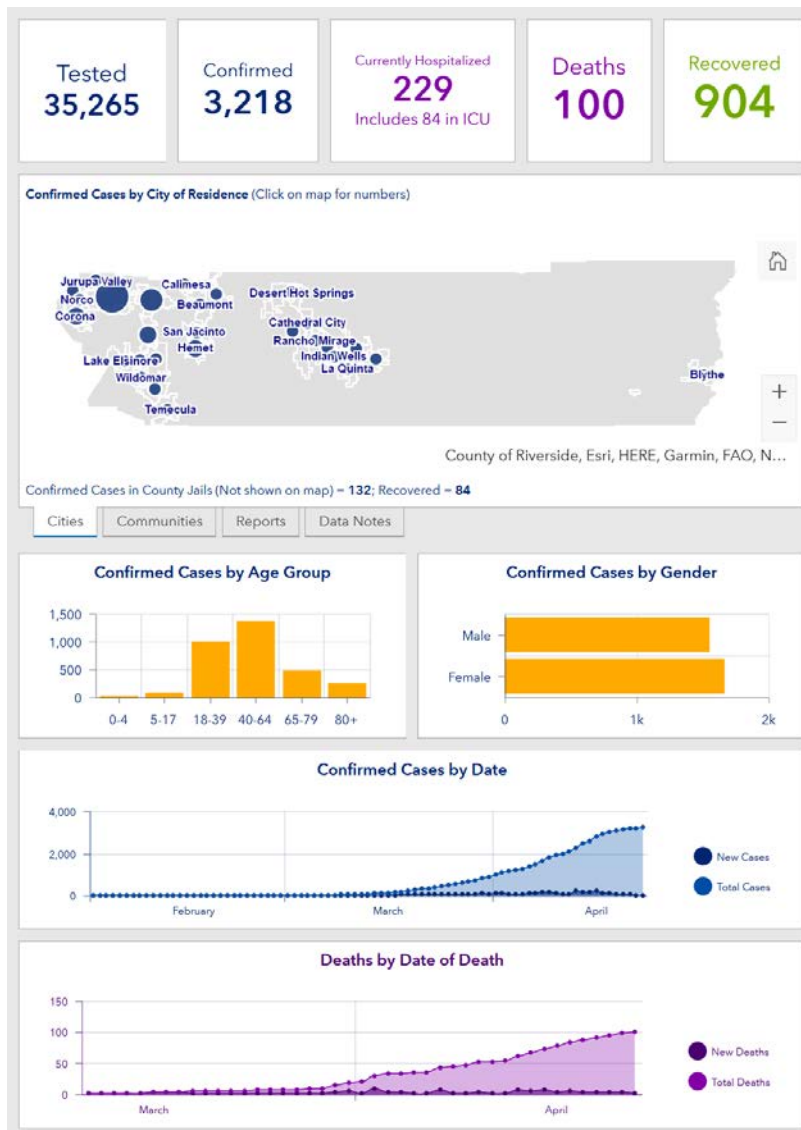 Tested
35,265
Confirmed
3,218
Currently Hospitalized
229
Includes 84 in ICU
Deaths
100
Recovered
904
Confirmed Cases by City of Residence (Click on map for numbers)
Jurupa Valley
Calimesa
Norco
Beaumont
Desert Hot Springs
Corona
Cathedral City
San Jacinto
Rancho Mirage
Hemet
Indian Wells
Lake Elsinore
La Quinta
Wildomar
Blythe
Temecula
+
−
County of Riverside, Esri, HERE, Garmin, FAO, N...
Confirmed Cases in County Jails (Not shown on map) = 132; Recovered = 84
Cities Communities Reports Data Notes
Confirmed Cases by Age Group
1,500
1,000
500
0
0-4 5-17 18-39 40-64 65-79 80+
Confirmed Cases by Gender
Male
Female
0 1k 2k
Confirmed Cases by Date
4,000
2,000
0
February March April
New Cases
Total Cases
Deaths by Date of Death
150
100
50
0
March April
New Deaths
Total Deaths